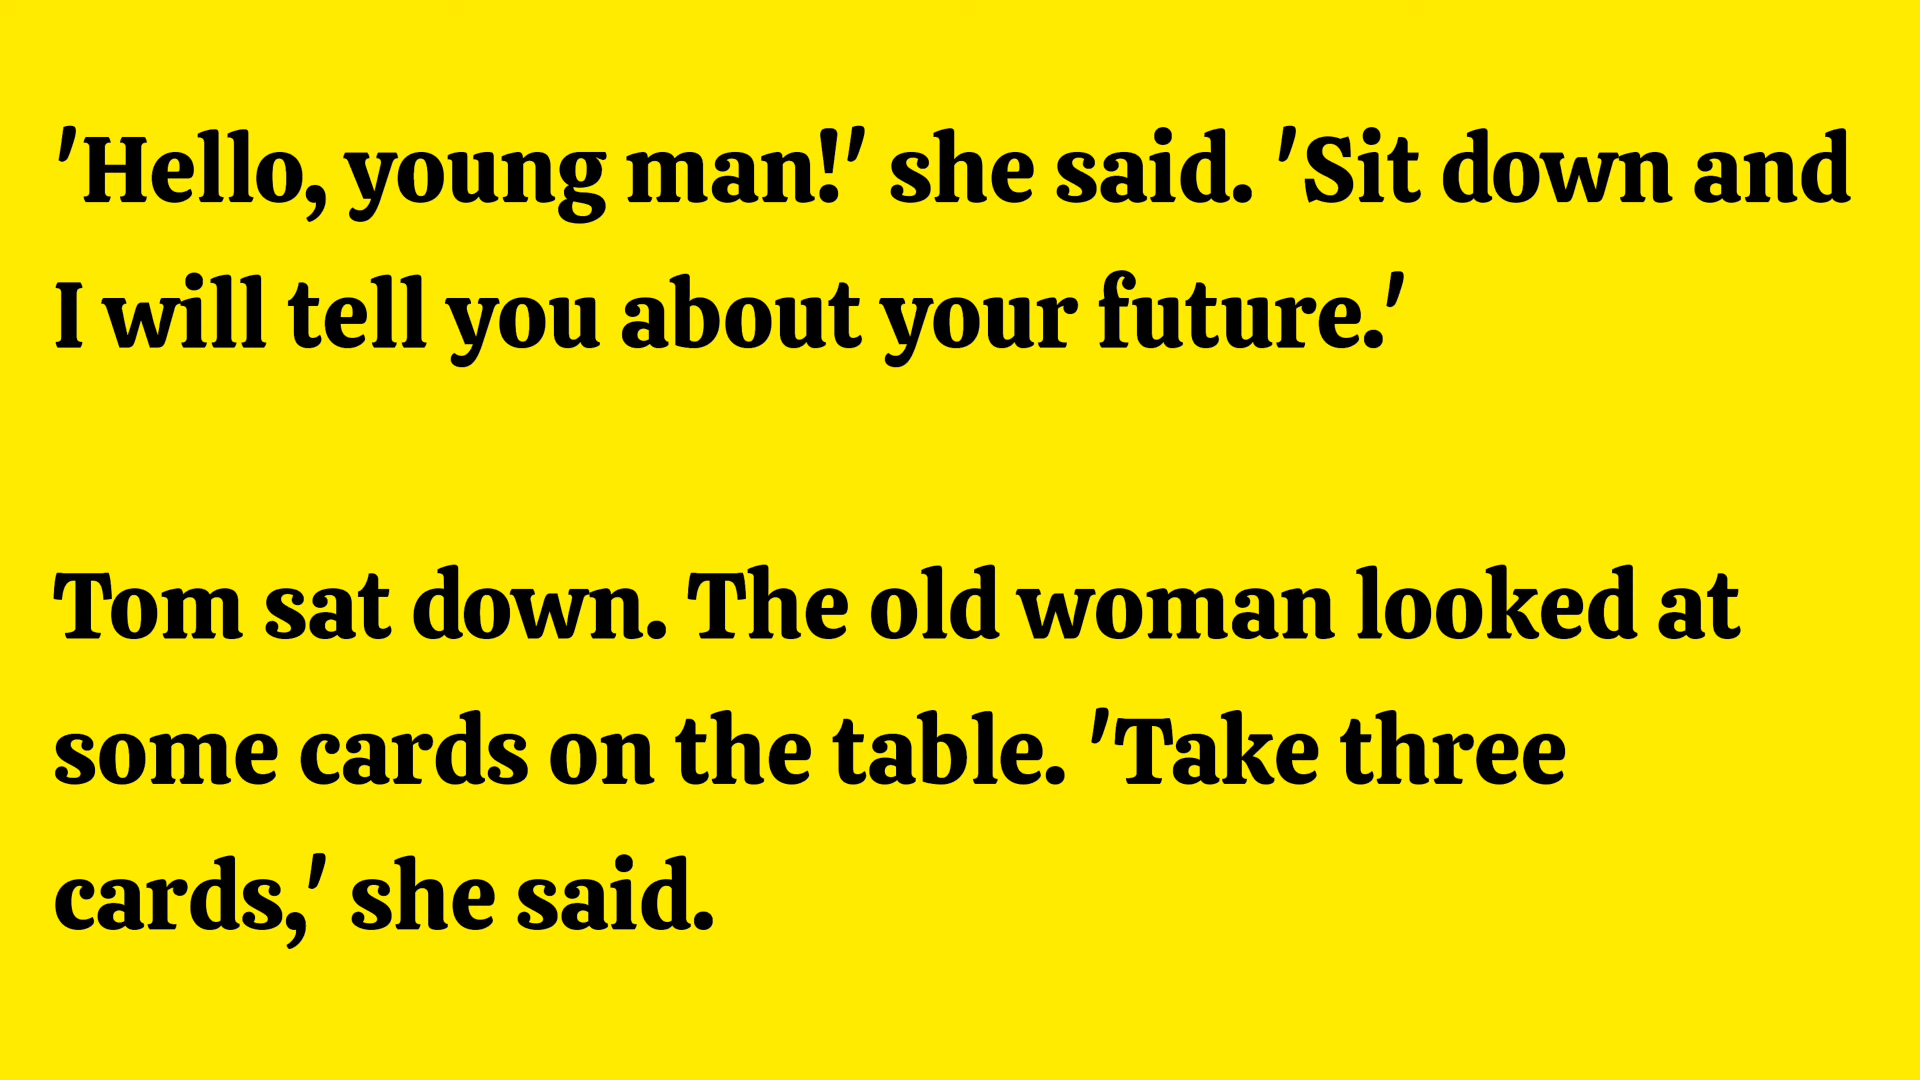 'Hello, young man!' she said. 'Sit down and
I will tell you about your future.'
Tom sat down. The old woman looked at
some cards on the table. 'Take three
cards,' she said.